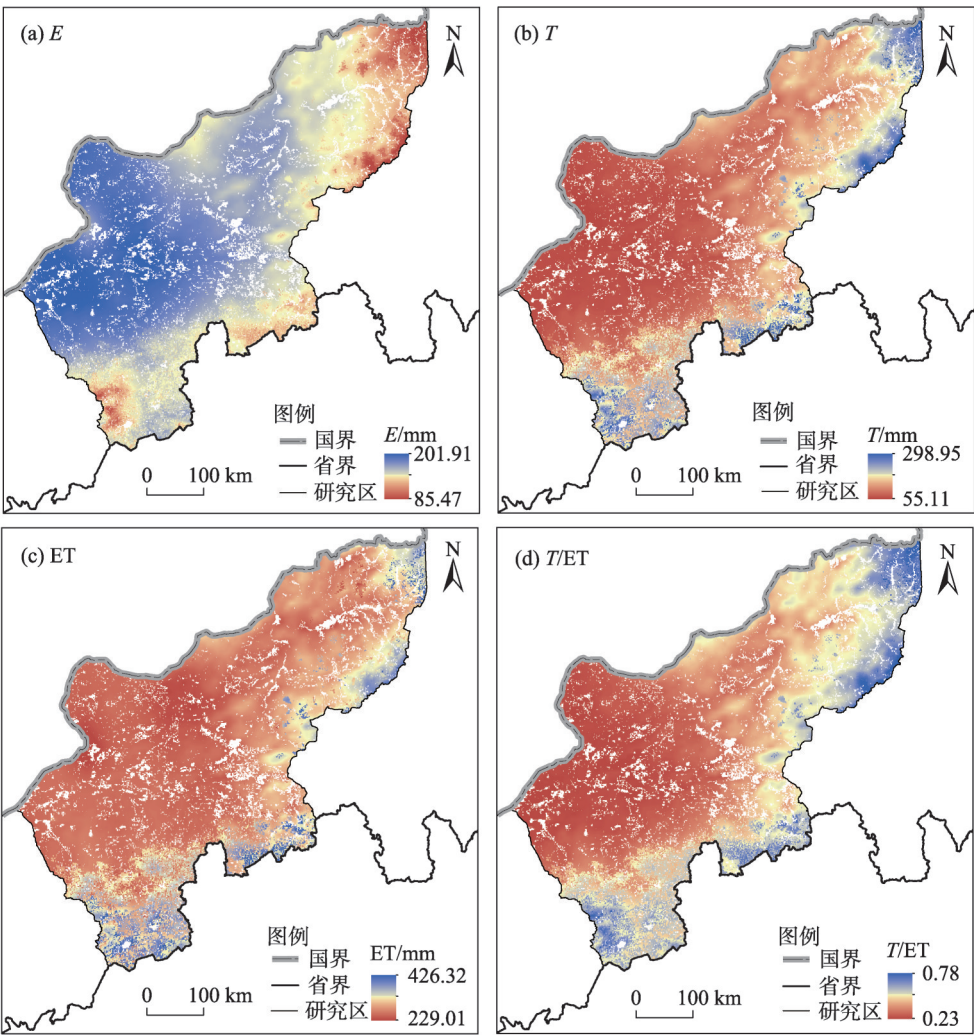 (a) E
N
图例
国界
省界
研究区
E/mm
201.91
85.47
0 100 km
(b) T
N
图例
国界
省界
研究区
T/mm
298.95
55.11
0 100 km
(c) ET
N
图例
国界
省界
研究区
ET/mm
426.32
229.01
0 100 km
(d) T/ET
N
图例
国界
省界
研究区
T/ET
0.78
0.23
0 100 km